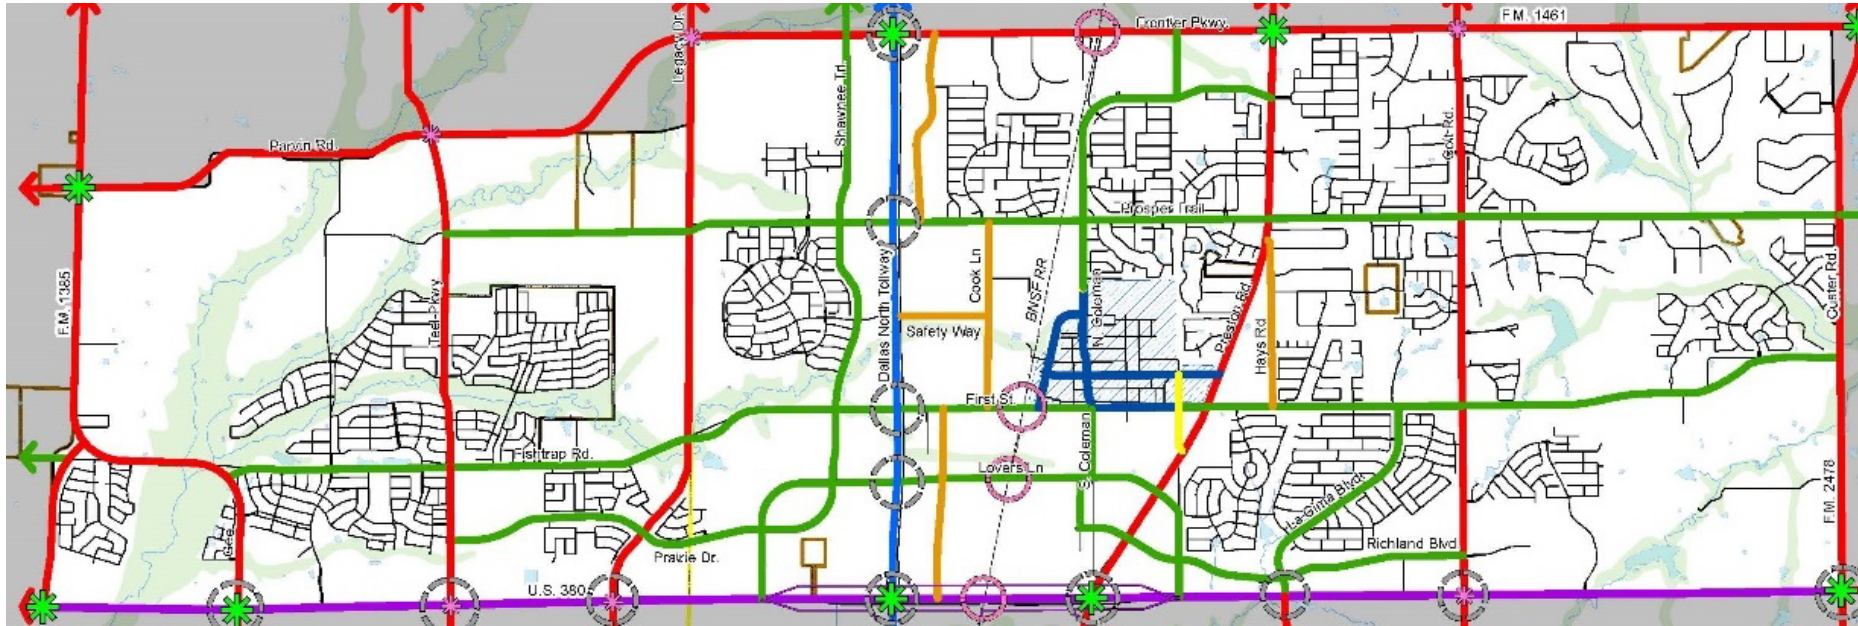 F.M. 1461
Frontier Pkwy.
Legacy Dr.
Shawnee Trl.
Parvin Rd.
Coit Rd.
Prosper Trail
F.M. 1385
Teel Pkwy
Dallas North Tollway
Cook Ln
BNSF RR
N. Coleman
Preston Rd
Hays Rd
Custer Rd.
Safety Way
First St.
Fishtrap Rd.
Lovers Ln
S. Coleman
La Cima Blvd.
F.M. 2478
Gee
Prairie Dr.
Richland Blvd
U.S. 380